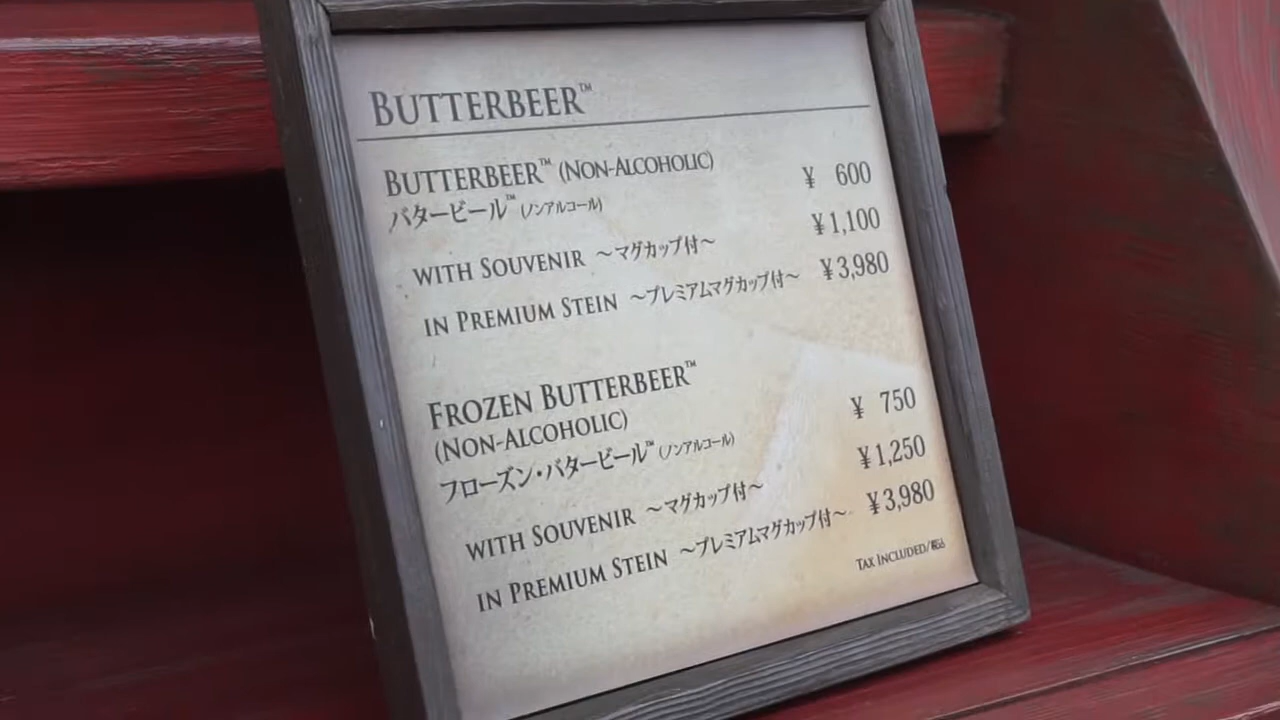 BUTTERBEER™
BUTTERBEER™ (NON-ALCOHOLIC) ¥ 600
バタービール™ (ノンアルコール)
WITH SOUVENIR ～マグカップ付～ ¥1,100
IN PREMIUM STEIN ～プレミアムマグカップ付～ ¥3,980
FROZEN BUTTERBEER™
(NON-ALCOHOLIC) ¥ 750
フローズン・バタービール™ (ノンアルコール)
WITH SOUVENIR ～マグカップ付～ ¥1,250
IN PREMIUM STEIN ～プレミアムマグカップ付～ ¥3,980
TAX INCLUDED/税込